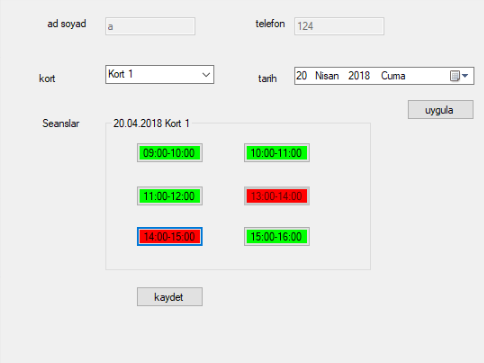 ad soyad a telefon 124
kort Kort 1 tarih 20 Nisan 2018 Cuma
uygula
Seanslar 20.04.2018 Kort 1
09:00-10:00 10:00-11:00
11:00-12:00 13:00-14:00
14:00-15:00 15:00-16:00
kaydet